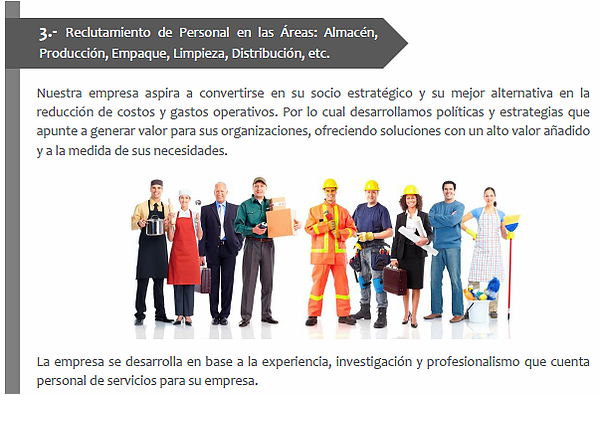 3.- Reclutamiento de Personal en las Áreas: Almacén,
Producción, Empaque, Limpieza, Distribución, etc.
Nuestra empresa aspira a convertirse en su socio estratégico y su mejor alternativa en la
reducción de costos y gastos operativos. Por lo cual desarrollamos políticas y estrategias que
apunte a generar valor para sus organizaciones, ofreciendo soluciones con un alto valor añadido
y a la medida de sus necesidades.
La empresa se desarrolla en base a la experiencia, investigación y profesionalismo que cuenta
personal de servicios para su empresa.